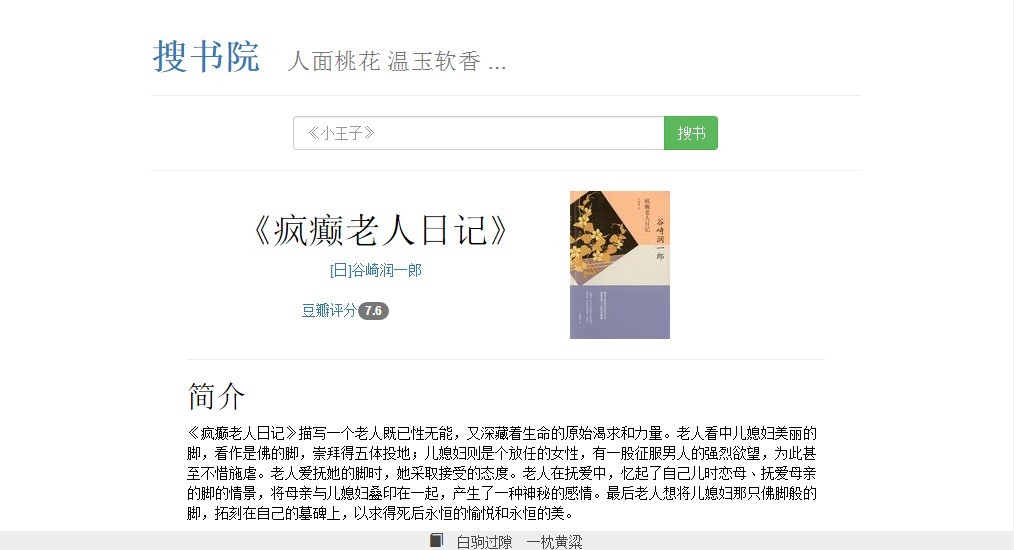 搜书院 人面桃花 温玉软香 ...
《小王子》 搜书
《疯癫老人日记》
[日]谷崎润一郎
豆瓣评分 7.6
疯癫老人日记
谷崎润一郎
简介
《疯癫老人日记》描写一个老人既已性无能，又深藏着生命的原始渴求和力量。老人看中儿媳妇美丽的
脚，看作是佛的脚，崇拜得五体投地；儿媳妇则是个放任的女性，有一股征服男人的强烈欲望，为此甚
至不惜施虐。老人爱抚她的脚时，她采取接受的态度。老人在抚爱中，忆起了自己儿时恋母、抚爱母亲
的脚的情景，将母亲与儿媳妇叠印在一起，产生了一种神秘的感情。最后老人想将儿媳妇那只佛脚般的
脚，拓刻在自己的墓碑上，以求得死后永恒的愉悦和永恒的美。
白驹过隙 一枕黄粱